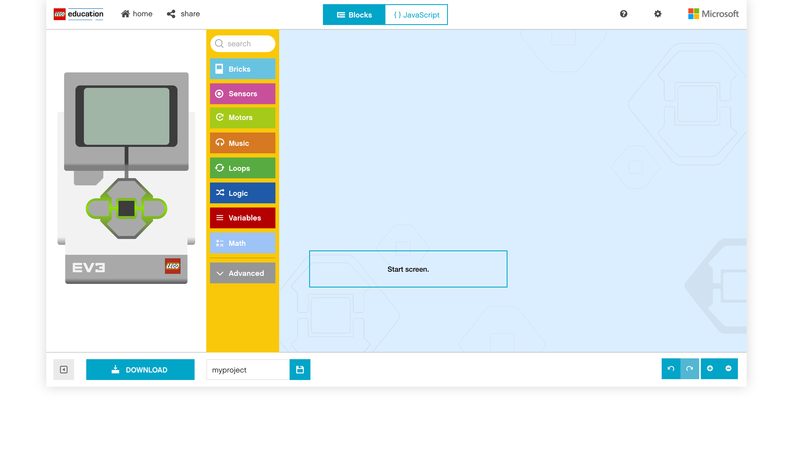 LEGO education
home
share
Blocks
{ } JavaScript
Microsoft
search
Bricks
Sensors
Motors
Music
Loops
Logic
Variables
Math
Advanced
EV3
LEGO
Start screen.
DOWNLOAD
myproject